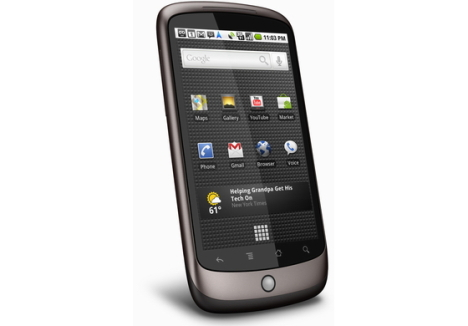 11:03 PM
Google
Maps Gallery YouTube Market
Phone Gmail Browser Voice
Helping Grandpa Get His
Tech On
New York Times
61°